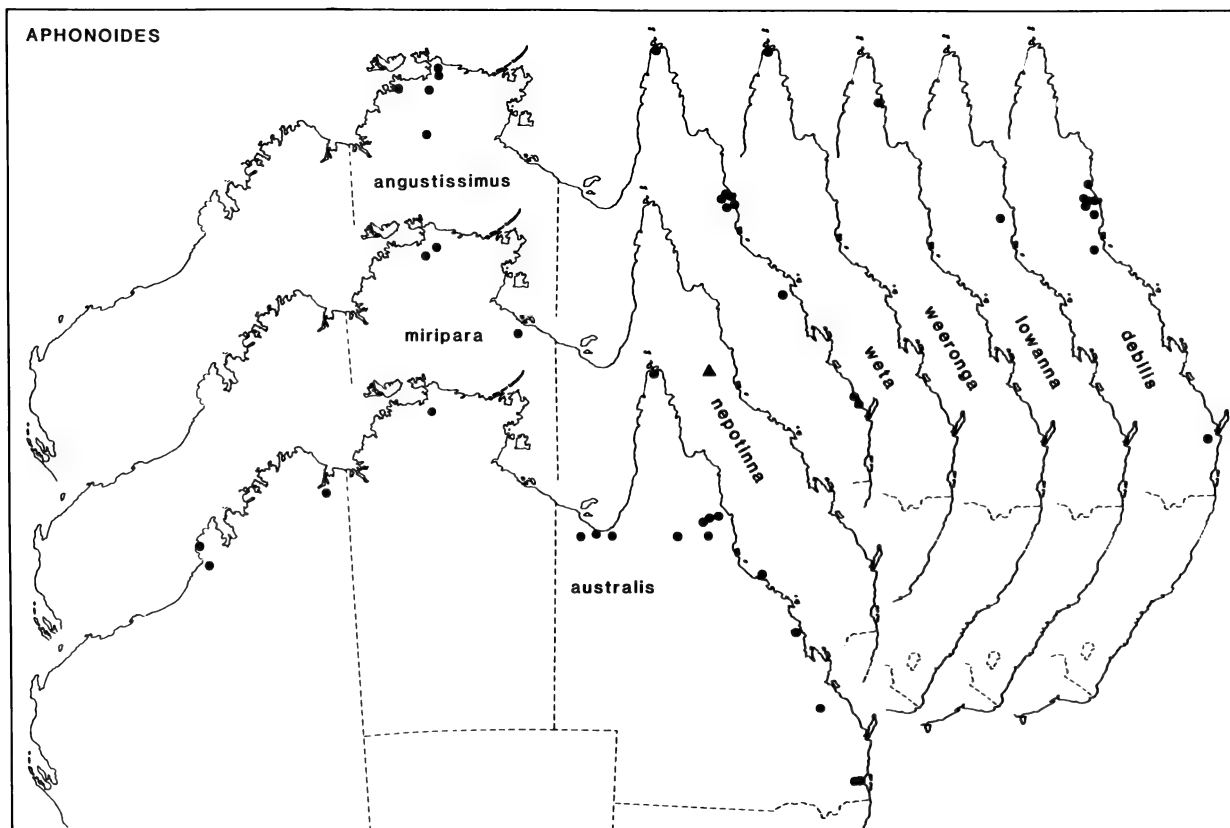 APHONOIDES
angustissimus
miripara
australis
nepotinna
weta
weeronga
lowanna
debilis